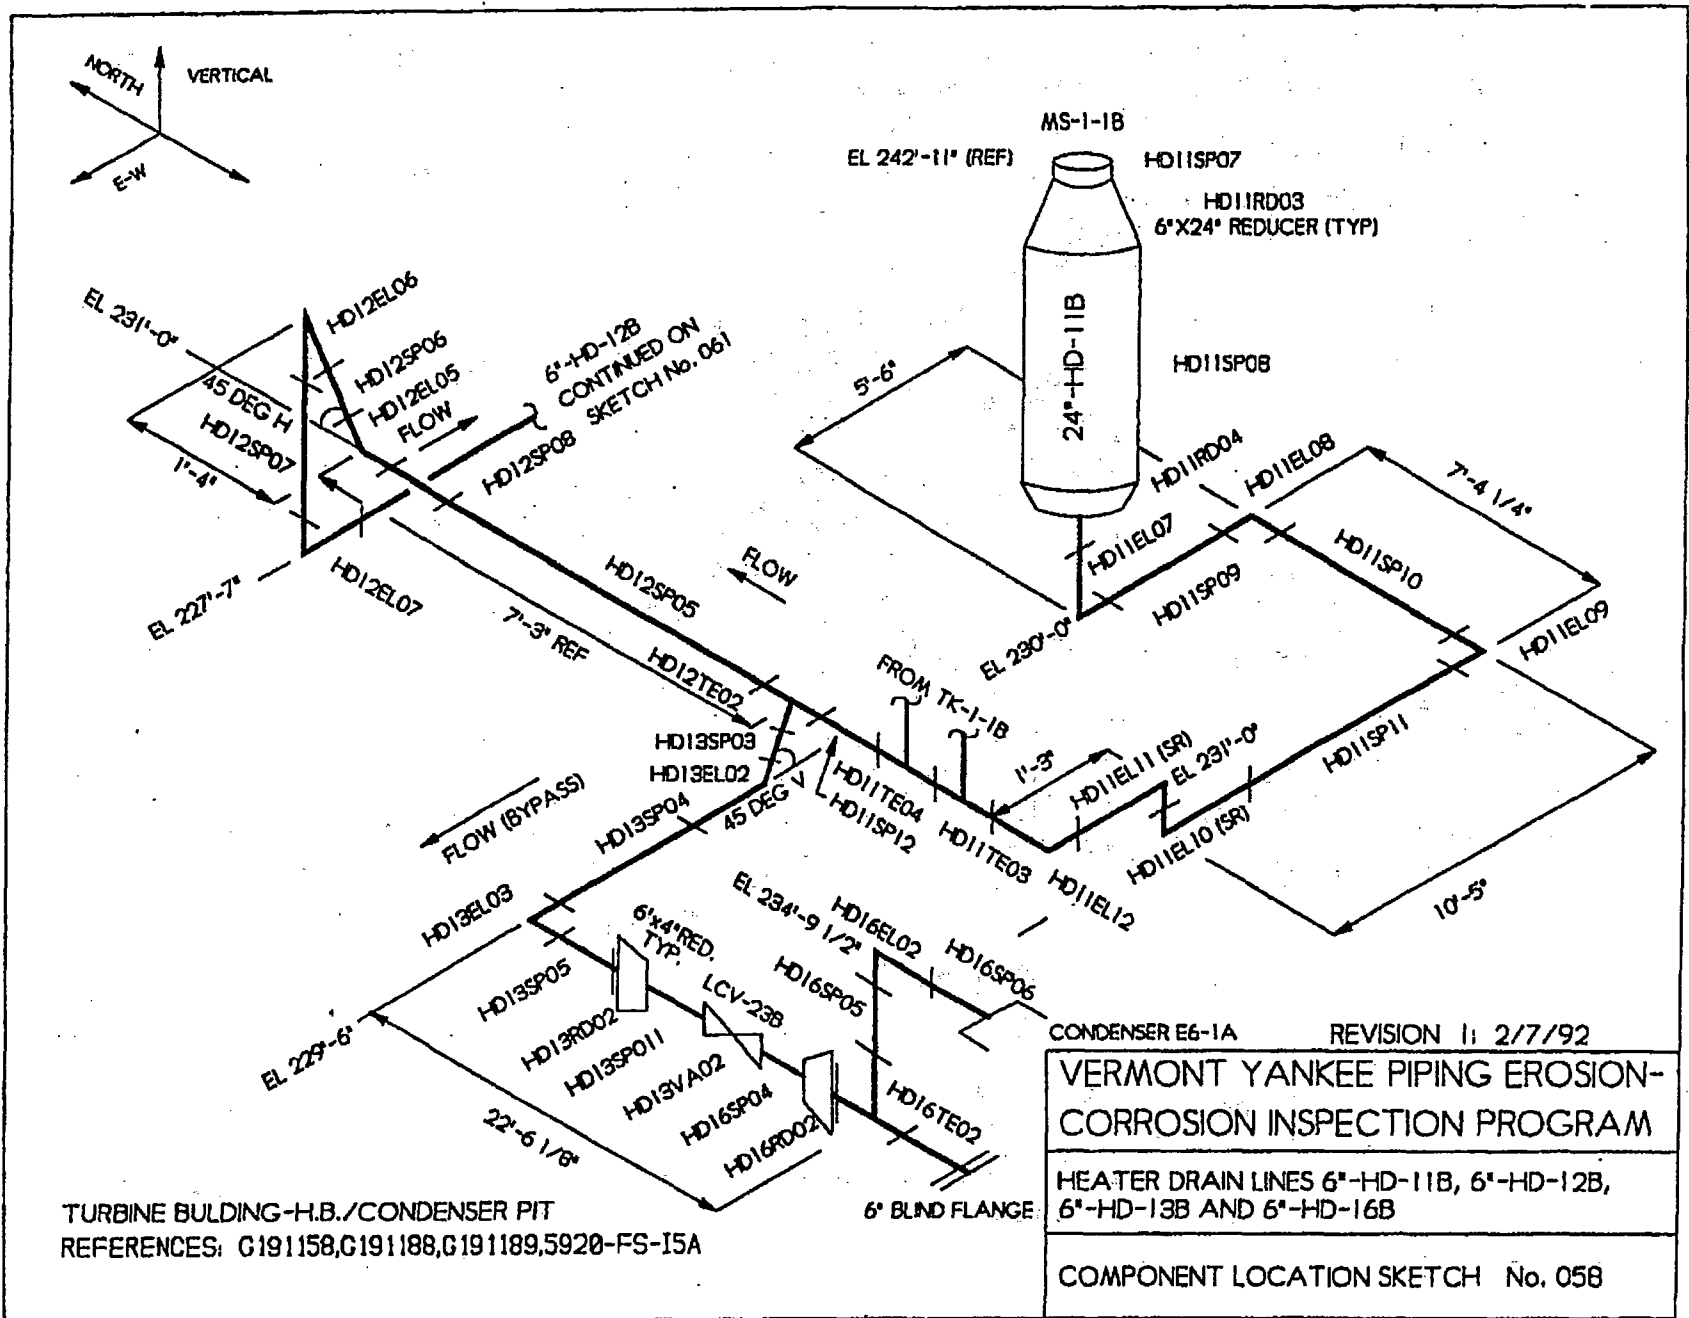 NORTH
VERTICAL
E-W
MS-1-1B
EL 242'-11" (REF)
HD11SP07
HD11RD03
6"X24" REDUCER (TYP)
24"-HD-11B
HD11SP08
EL 231'-0"
HD12EL06
HD12SP06
HD12EL05
45 DEG H
HD12SP07
1'-4"
FLOW
6"-HD-12B
CONTINUED ON
SKETCH No. 061
HD12SP08
5'-6"
HD11RD04
HD11EL08
7'-4 1/4"
HD11EL07
HD11SP09
HD11SP10
HD11EL09
EL 230'-0"
EL 227'-7"
HD12EL07
HD12SP05
FLOW
7'-3" REF
HD12TE02
FROM TK-1-1B
HD13SP03
HD13EL02
45 DEG V
HD11TE04
HD11SP12
1'-3"
HD11EL11 (SR)
EL 231'-0"
HD11SP11
HD11TE03
HD11EL10 (SR)
HD11EL12
10'-5"
FLOW (BYPASS)
HD13SP04
HD13EL03
6"x4"RED.
TYP.
EL 234'-9 1/2"
HD16EL02
HD16SP05
HD16SP06
HD13SP05
LCV-23B
HD13RD02
HD13SP011
HD13VA02
HD16SP04
HD16RD02
HD16TE02
EL 229'-6"
22'-6 1/8"
6" BLIND FLANGE
CONDENSER E6-1A
REVISION 1: 2/7/92
VERMONT YANKEE PIPING EROSION-
CORROSION INSPECTION PROGRAM
HEATER DRAIN LINES 6"-HD-11B, 6"-HD-12B,
6"-HD-13B AND 6"-HD-16B
COMPONENT LOCATION SKETCH No. 058
TURBINE BULDING-H.B./CONDENSER PIT
REFERENCES: G191158,G191188,G191189,5920-FS-I5A